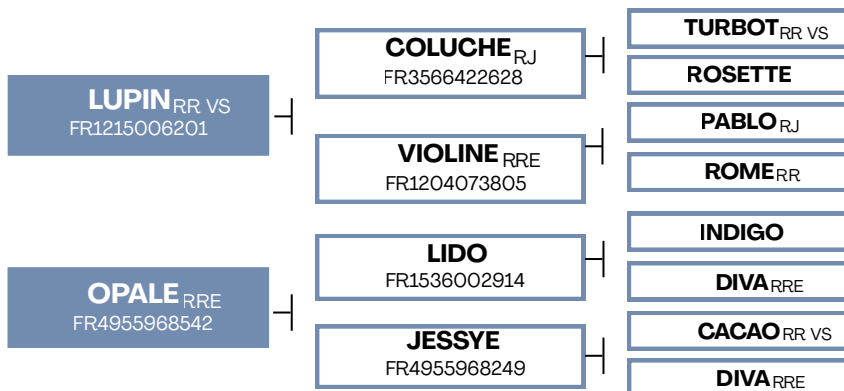 LUPIN RR VS
FR1215006201
COLUCHE RJ
FR3566422628
TURBOT RR VS
ROSETTE
VIOLINE RRE
FR1204073805
PABLO RJ
ROME RR
OPALE RRE
FR4955968542
LIDO
FR1536002914
INDIGO
DIVA RRE
JESSYE
FR4955968249
CACAO RR VS
DIVA RRE